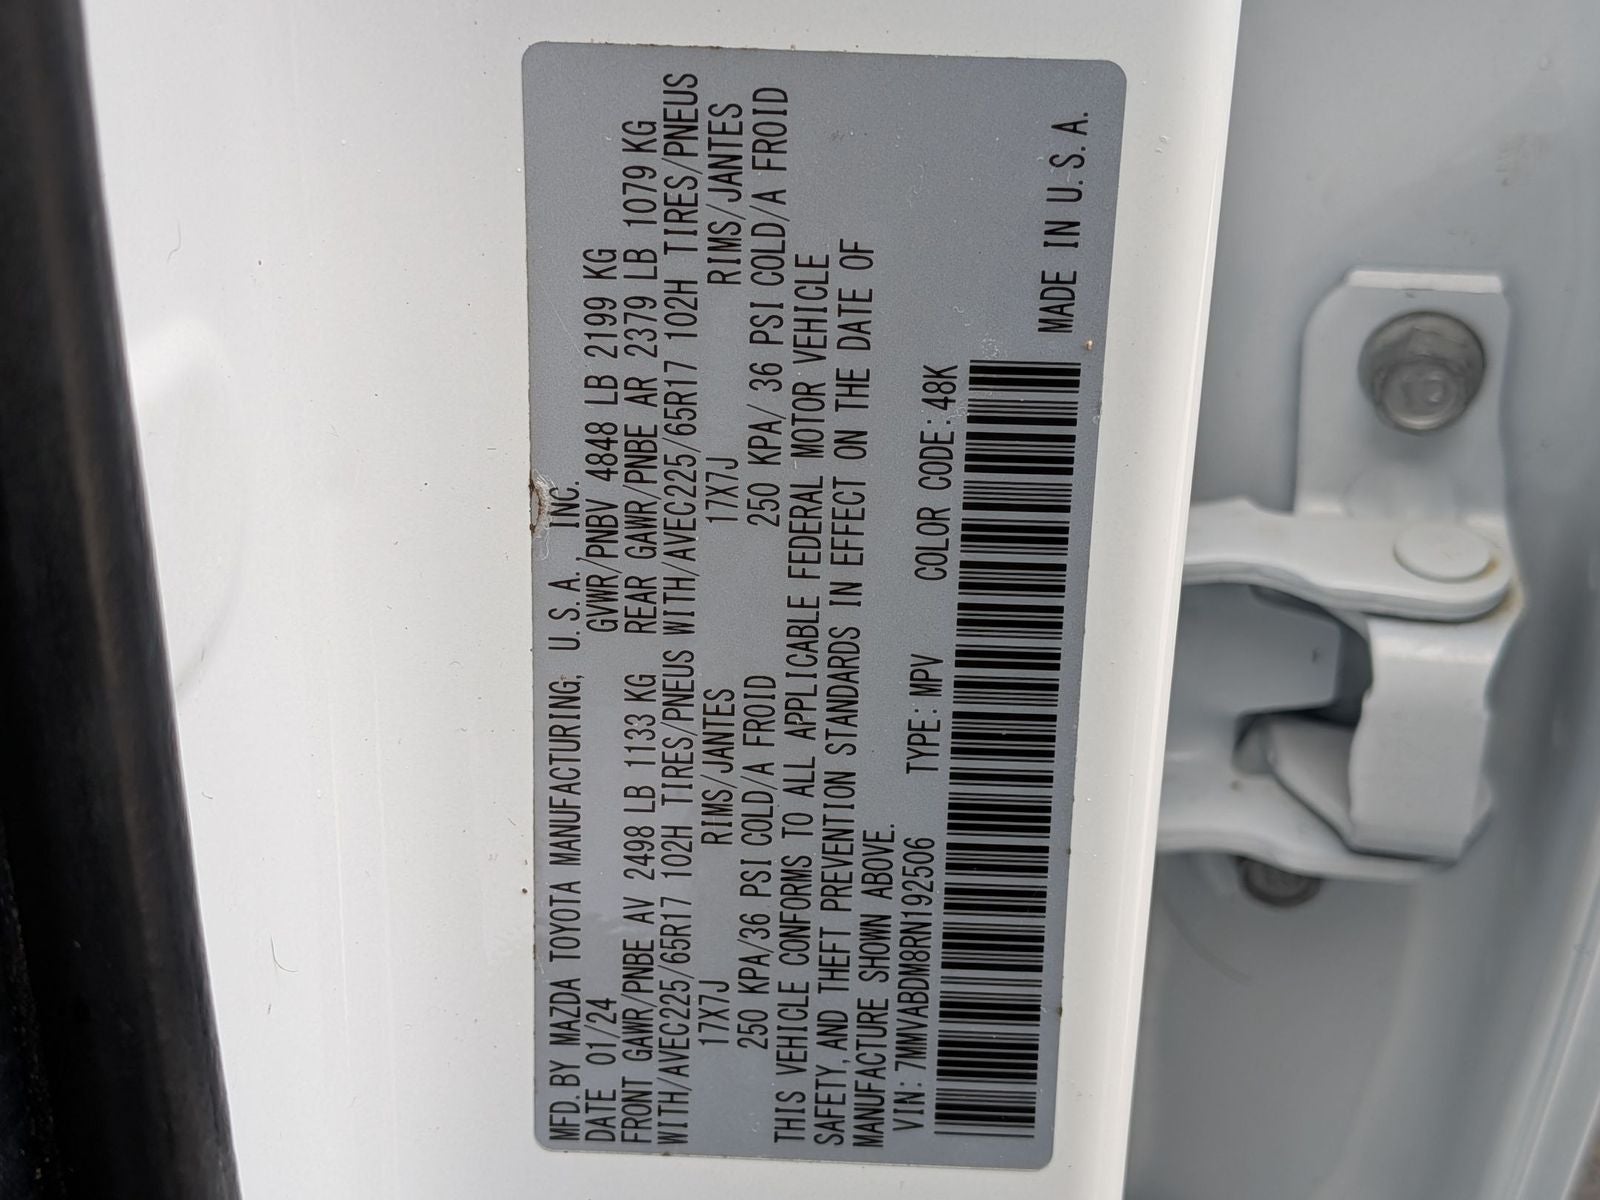 MFD. BY MAZDA TOYOTA MANUFACTURING, U.S.A., INC.
DATE 01/24 GVWR/PNBV 4848 LB 2199 KG
FRONT GAWR/PNBE AV 2498 LB 1133 KG REAR GAWR/PNBE AR 2379 LB 1079 KG
WITH/AVEC225/65R17 102H TIRES/PNEUS WITH/AVEC225/65R17 102H TIRES/PNEUS
17X7J RIMS/JANTES 17X7J RIMS/JANTES
250 KPA/36 PSI COLD/A FROID 250 KPA/ 36 PSI COLD/A FROID
THIS VEHICLE CONFORMS TO ALL APPLICABLE FEDERAL MOTOR VEHICLE
SAFETY, AND THEFT PREVENTION STANDARDS IN EFFECT ON THE DATE OF
MANUFACTURE SHOWN ABOVE.
VIN: 7MMVABDM8RN192506 TYPE: MPV COLOR CODE: 48K
MADE IN U.S.A.